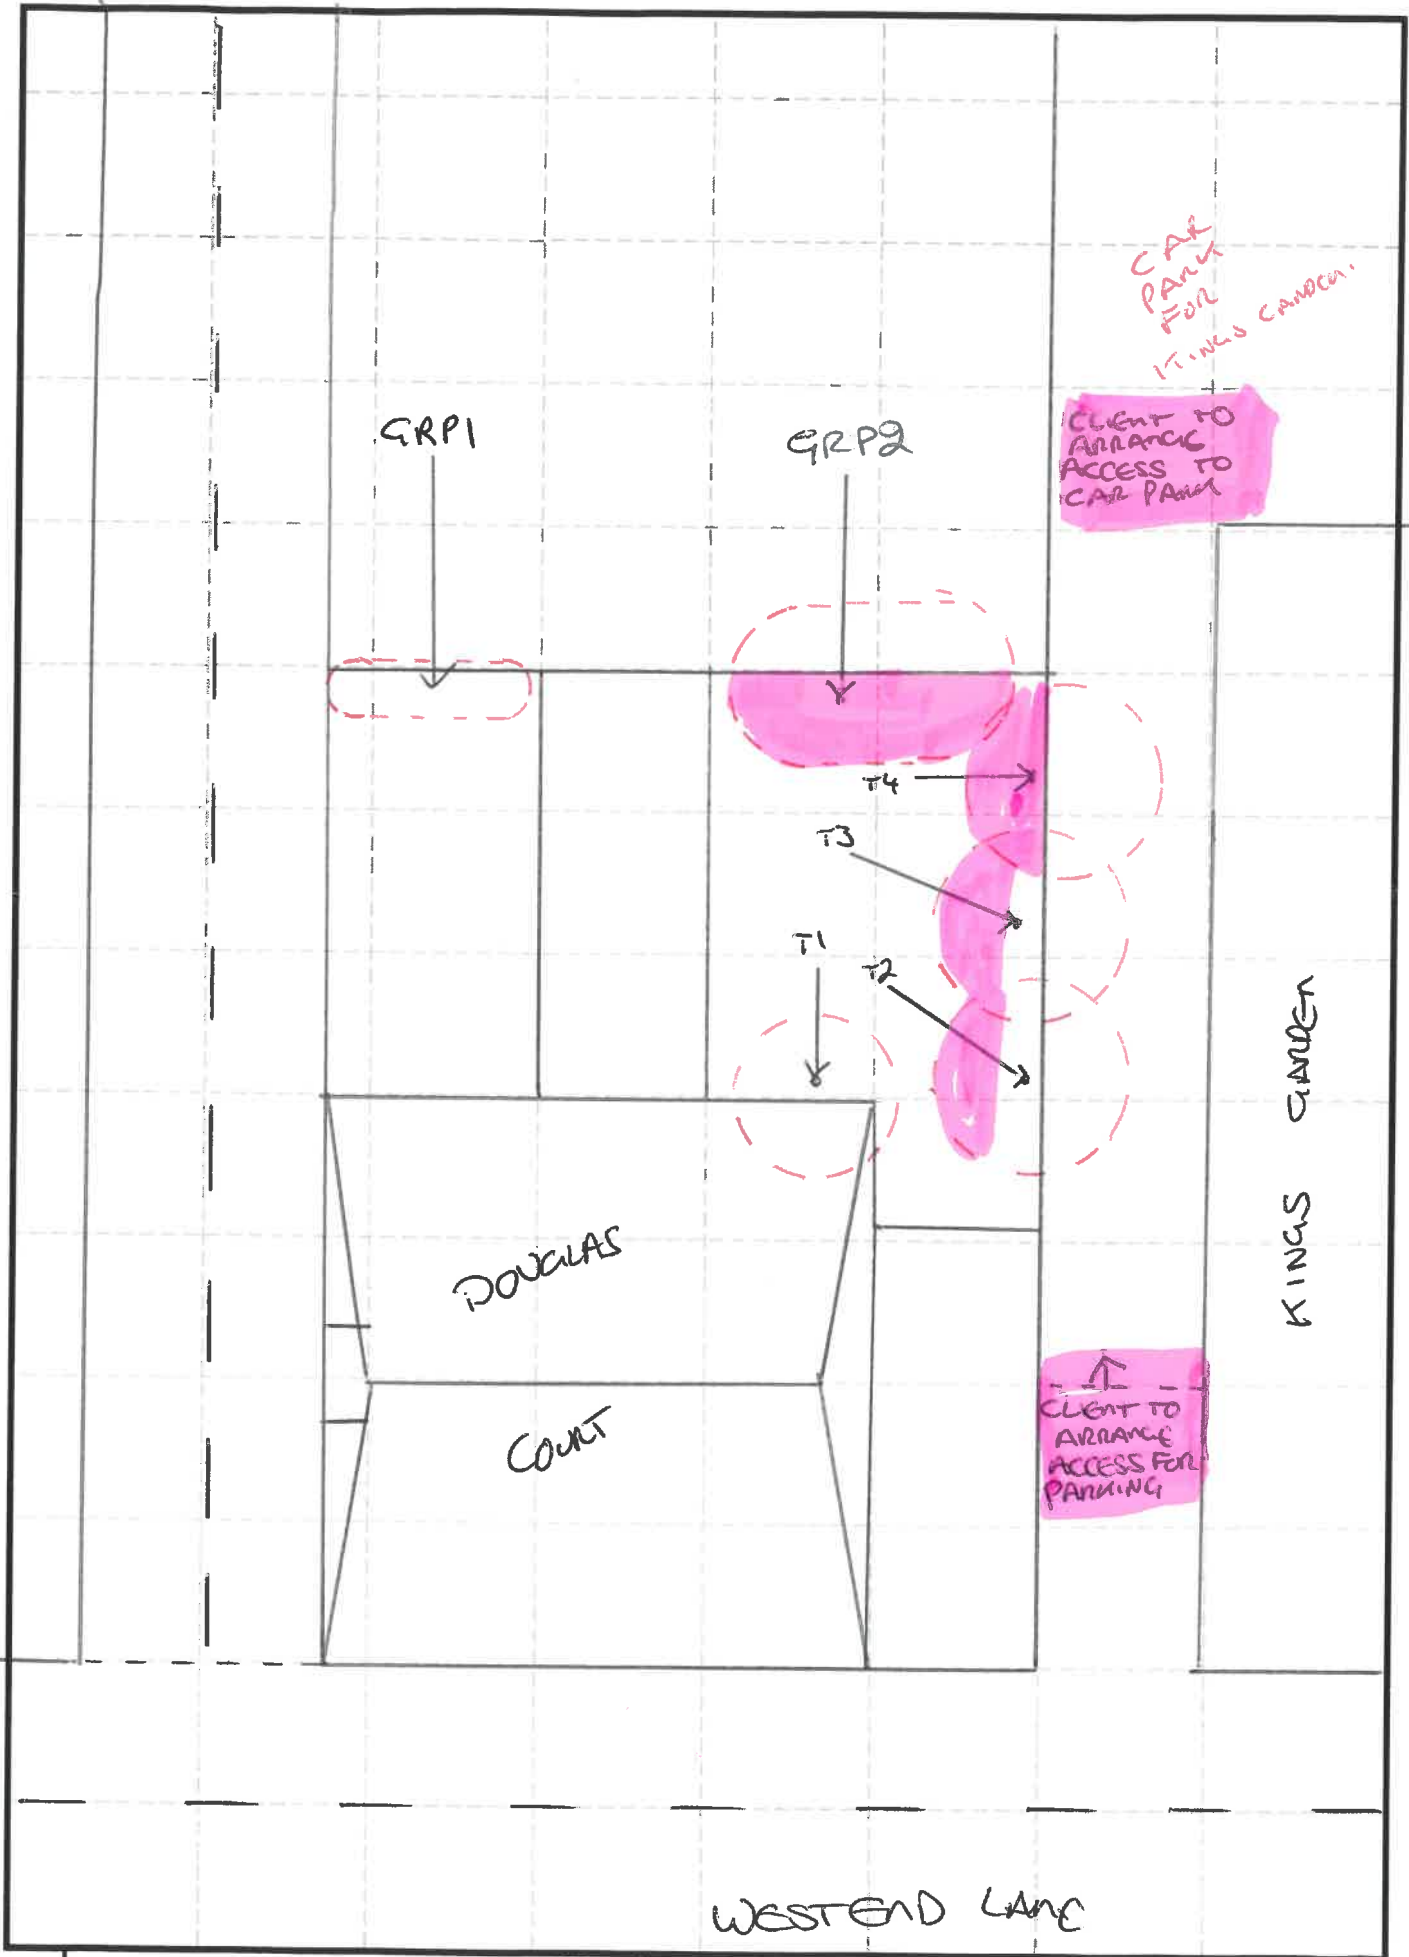 CAR
PARK
FOR
KINGS GARDEN.
CLIENT TO
ARRANGE
ACCESS TO
CAR PARK
GRP1
GRP2
T4
T3
T1
T2
KINGS GARDEN
DOUGLAS
COURT
CLIENT TO
ARRANGE
ACCESS FOR
PARKING
WESTEND LANE